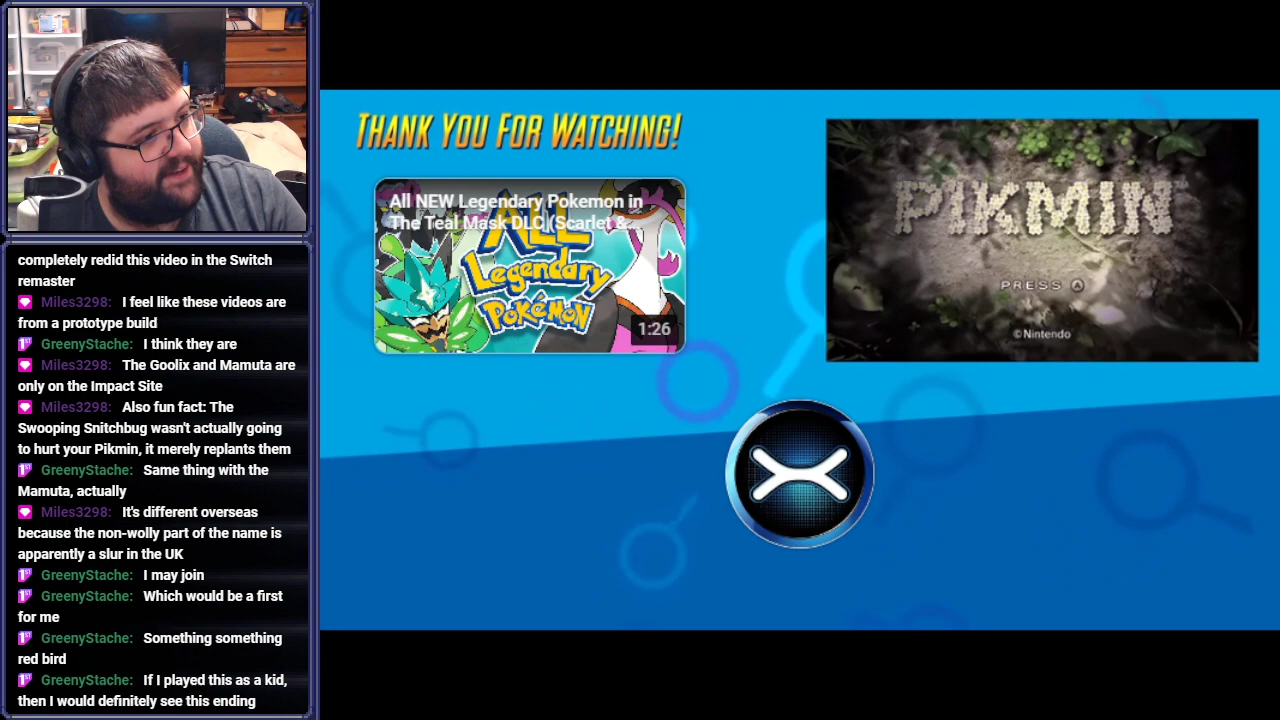 completely redid this video in the Switch
remaster
Miles3298: I feel like these videos are
from a prototype build
GreenyStache: I think they are
Miles3298: The Goolix and Mamuta are
only on the Impact Site
Miles3298: Also fun fact: The
Swooping Snitchbug wasn't actually going
to hurt your Pikmin, it merely replants them
GreenyStache: Same thing with the
Mamuta, actually
Miles3298: It's different overseas
because the non-wolly part of the name is
apparently a slur in the UK
GreenyStache: I may join
GreenyStache: Which would be a first
for me
GreenyStache: Something something
red bird
GreenyStache: If I played this as a kid,
then I would definitely see this ending
THANK YOU FOR WATCHING!
All NEW Legendary Pokemon in
The Teal Mask DLC (Scarlet &...
ALL
Legendary
POKéMON
1:26
PIKMIN
PRESS A
©Nintendo